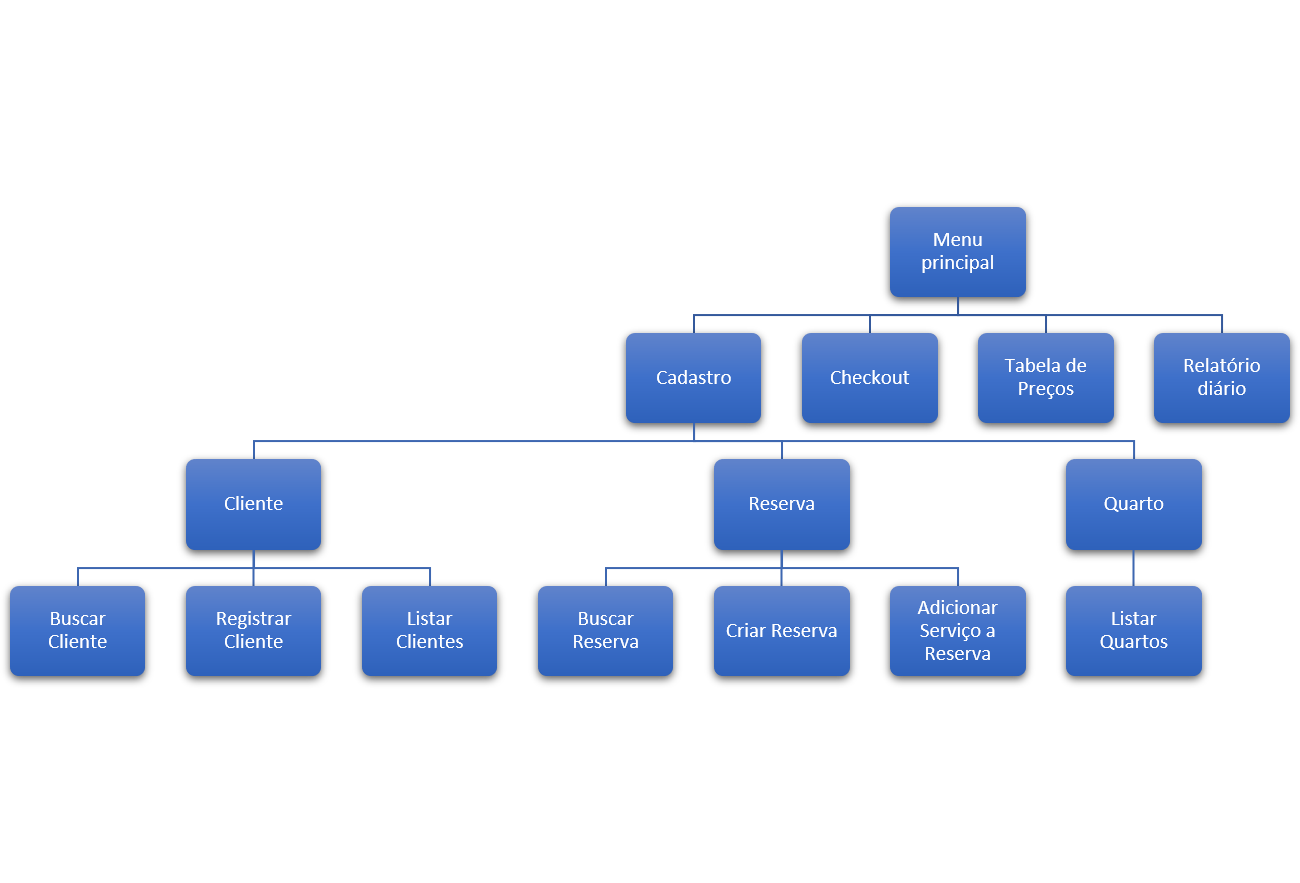 Menu
principal
Cadastro
Checkout
Tabela de
Preços
Relatório
diário
Cliente
Reserva
Quarto
Buscar
Cliente
Registrar
Cliente
Listar
Clientes
Buscar
Reserva
Criar Reserva
Adicionar
Serviço a
Reserva
Listar
Quartos